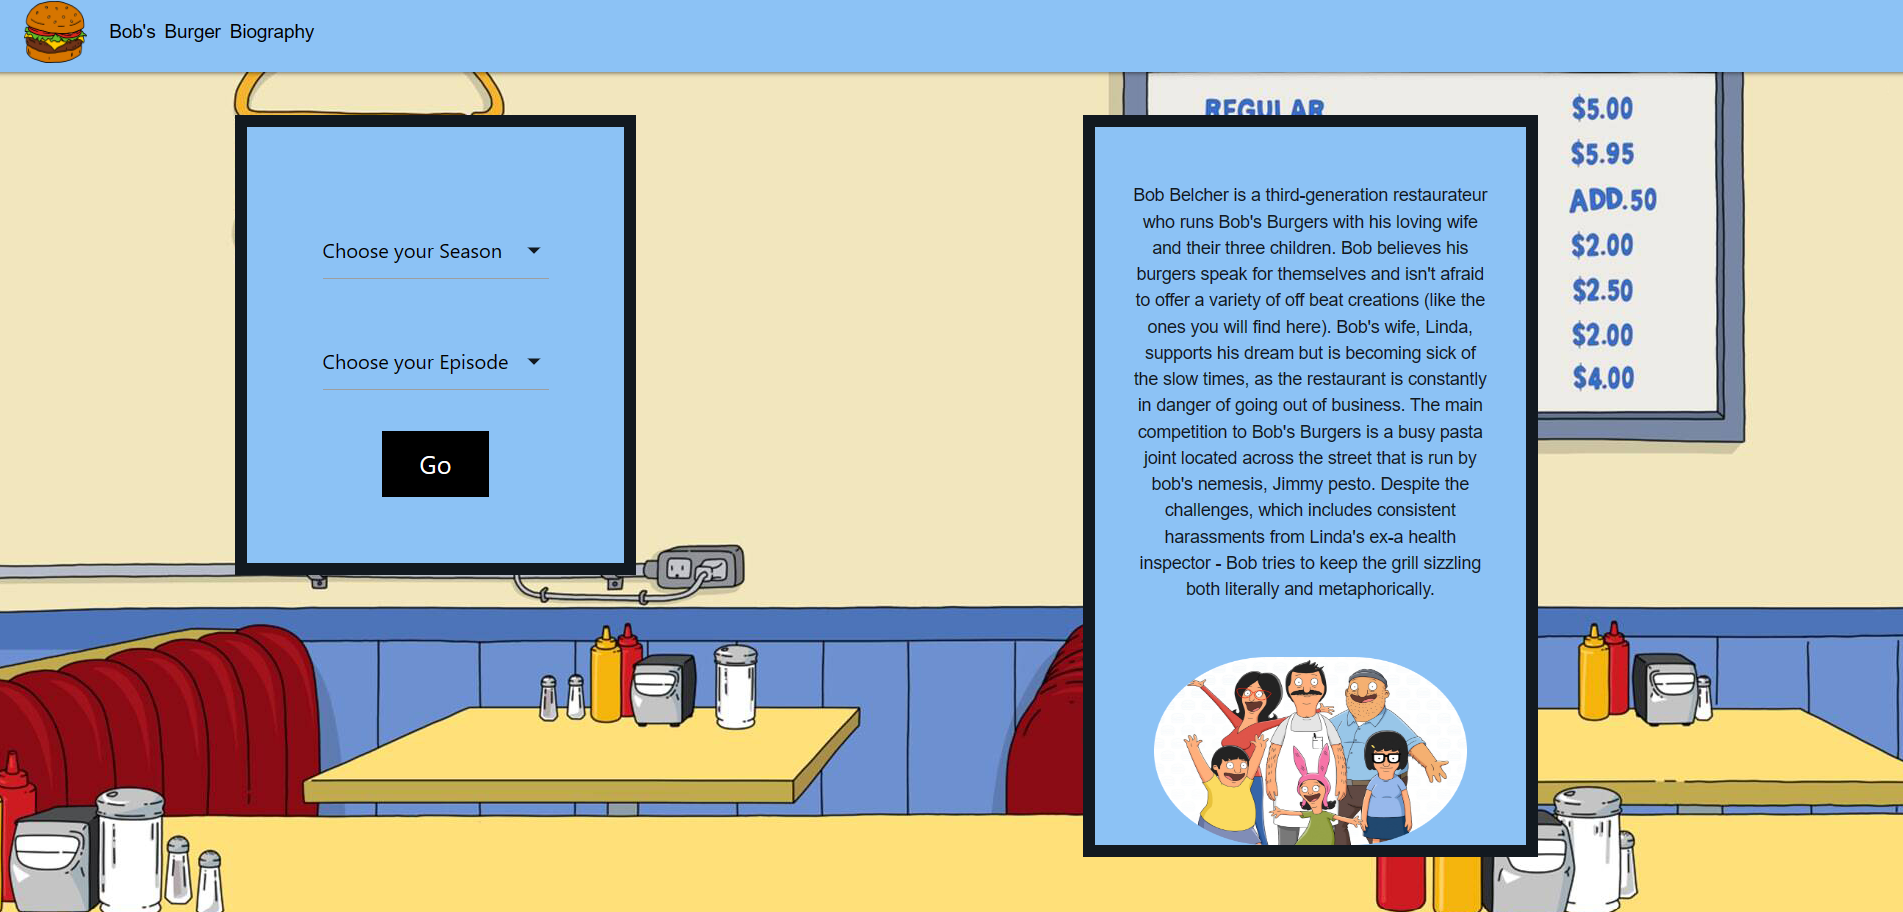 Bob's Burger Biography
REGULAR
$5.00
$5.95
ADD.50
$2.00
$2.50
$2.00
$4.00
Choose your Season
Choose your Episode
Go
Bob Belcher is a third-generation restaurateur
who runs Bob's Burgers with his loving wife
and their three children. Bob believes his
burgers speak for themselves and isn't afraid
to offer a variety of off beat creations (like the
ones you will find here). Bob's wife, Linda,
supports his dream but is becoming sick of
the slow times, as the restaurant is constantly
in danger of going out of business. The main
competition to Bob's Burgers is a busy pasta
joint located across the street that is run by
bob's nemesis, Jimmy pesto. Despite the
challenges, which includes consistent
harassments from Linda's ex-a health
inspector - Bob tries to keep the grill sizzling
both literally and metaphorically.